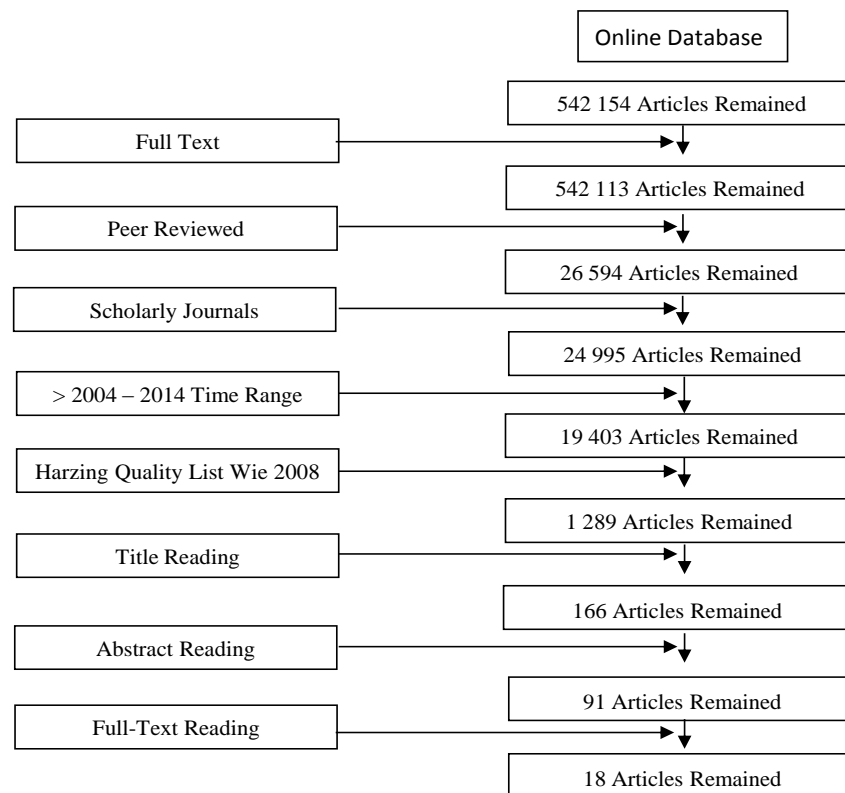 Online Database
542 154 Articles Remained
Full Text
542 113 Articles Remained
Peer Reviewed
26 594 Articles Remained
Scholarly Journals
24 995 Articles Remained
> 2004 – 2014 Time Range
19 403 Articles Remained
Harzing Quality List Wie 2008
1 289 Articles Remained
Title Reading
166 Articles Remained
Abstract Reading
91 Articles Remained
Full-Text Reading
18 Articles Remained